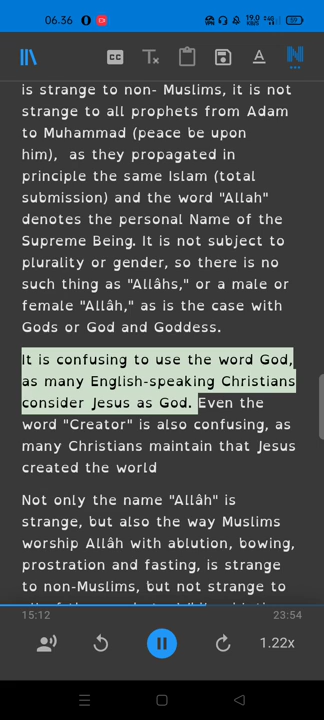 06.36
19.0
KB/S
CC
T
A
N
is strange to non- Muslims, it is not
strange to all prophets from Adam
to Muhammad (peace be upon
him), as they propagated in
principle the same Islam (total
submission) and the word "Allah"
denotes the personal Name of the
Supreme Being. It is not subject to
plurality or gender, so there is no
such thing as "Allâhs," or a male or
female "Allâh," as is the case with
Gods or God and Goddess.
It is confusing to use the word God,
as many English-speaking Christians
consider Jesus as God. Even the
word "Creator" is also confusing, as
many Christians maintain that Jesus
created the world
Not only the name "Allâh" is
strange, but also the way Muslims
worship Allâh with ablution, bowing,
prostration and fasting, is strange
to non-Muslims, but not strange to
15:12
23:54
1.22x